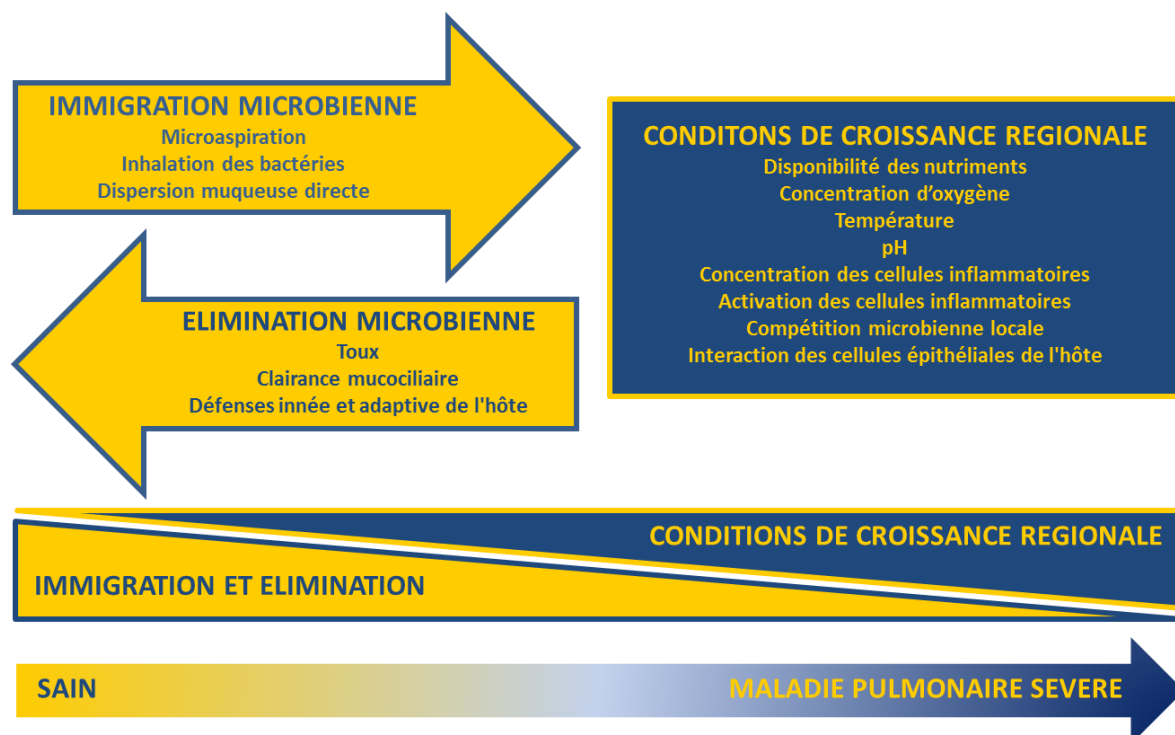 IMMIGRATION MICROBIENNE
Microaspiration
Inhalation des bactéries
Dispersion muqueuse directe
ELIMINATION MICROBIENNE
Toux
Clairance mucociliaire
Défenses innée et adaptive de l'hôte
CONDITONS DE CROISSANCE REGIONALE
Disponibilité des nutriments
Concentration d’oxygène
Température
pH
Concentration des cellules inflammatoires
Activation des cellules inflammatoires
Compétition microbienne locale
Interaction des cellules épithéliales de l'hôte
CONDITIONS DE CROISSANCE REGIONALE
IMMIGRATION ET ELIMINATION
SAIN
MALADIE PULMONAIRE SEVERE